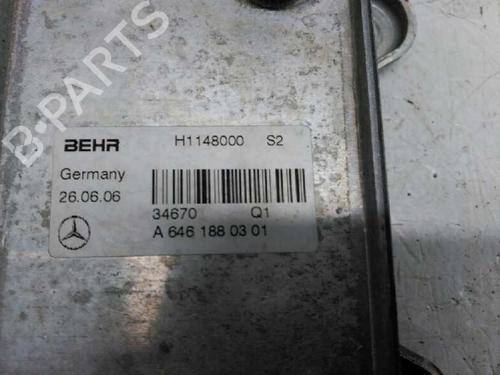 B-PARTS
BEHR H1148000 S2
Germany
26.06.06
34670 Q1
A 646 188 03 01